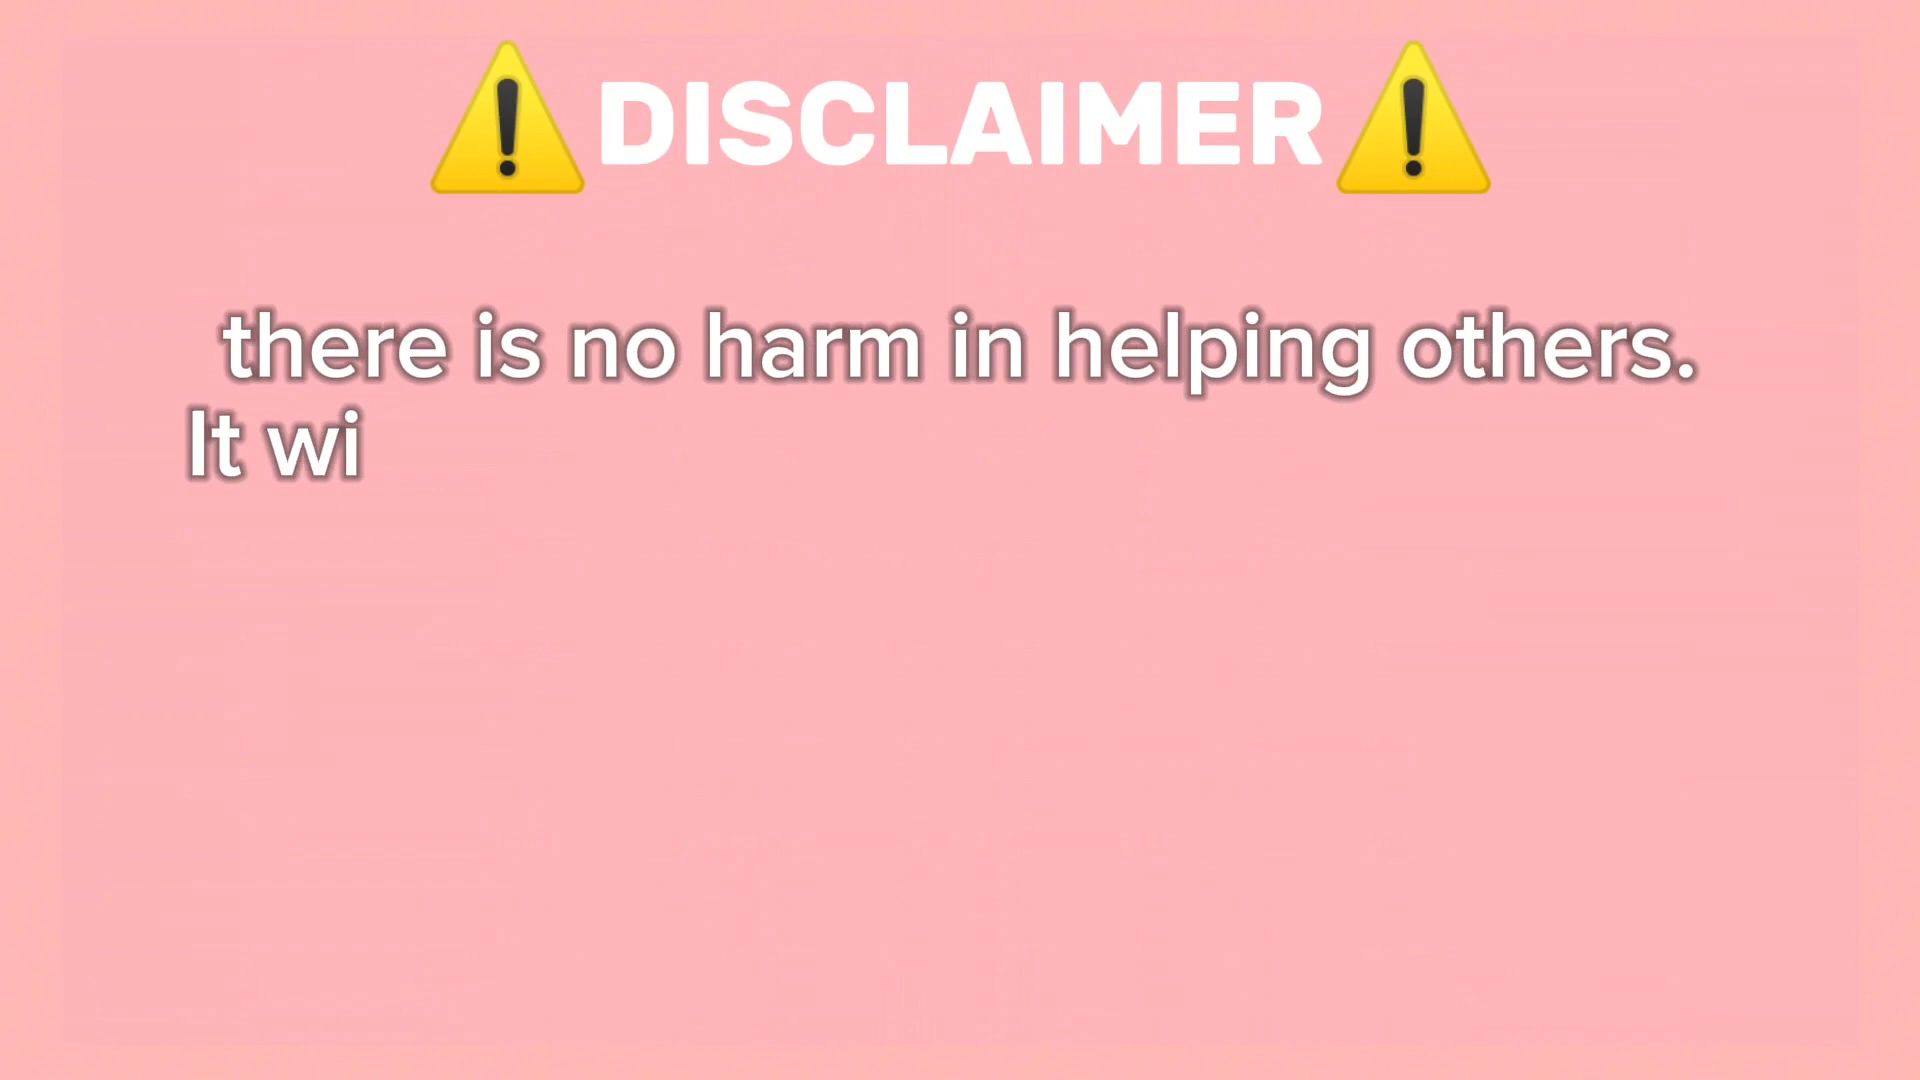 ⚠️DISCLAIMER⚠️
there is no harm in helping others.
It wi